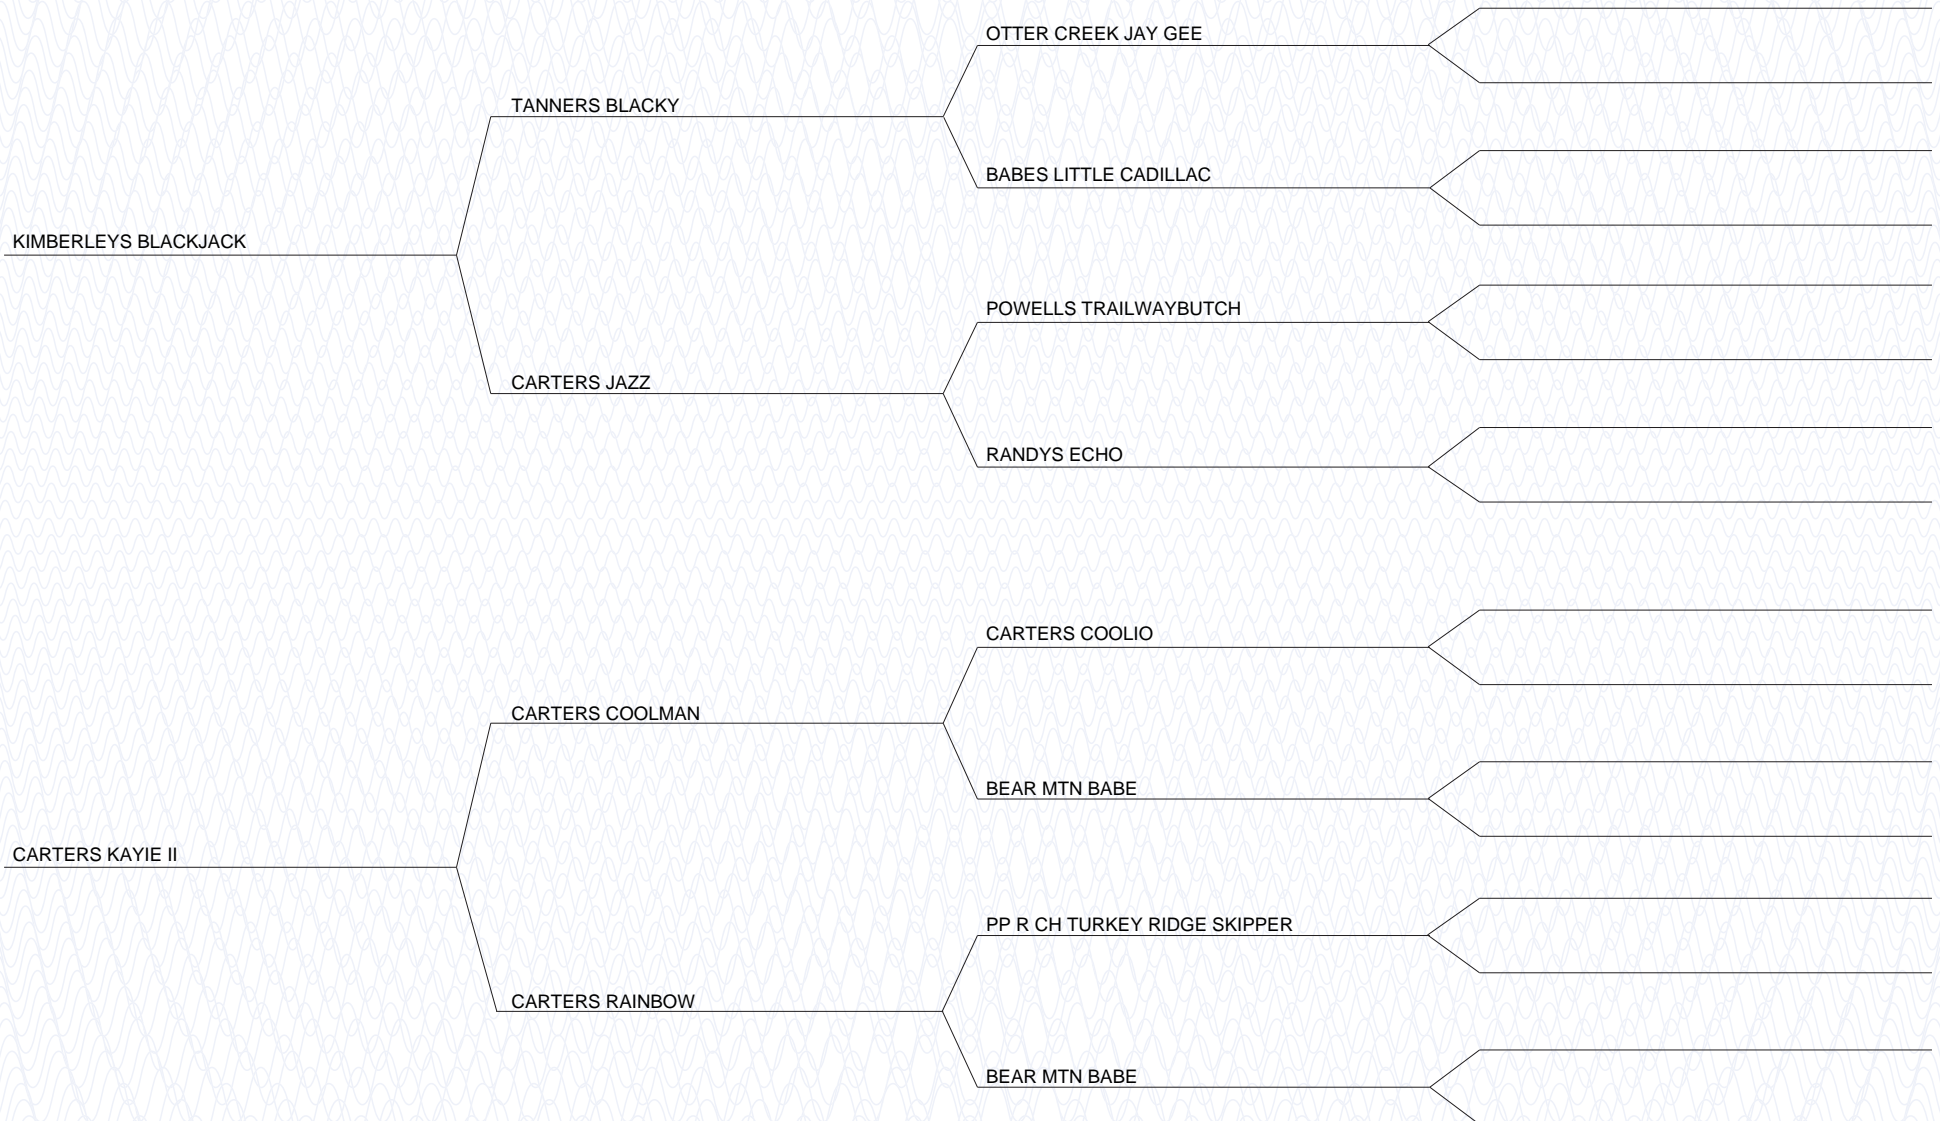 OTTER CREEK JAY GEE
TANNERS BLACKY
BABES LITTLE CADILLAC
KIMBERLEYS BLACKJACK
POWELLS TRAILWAYBUTCH
CARTERS JAZZ
RANDYS ECHO
CARTERS COOLIO
CARTERS COOLMAN
BEAR MTN BABE
CARTERS KAYIE II
PP R CH TURKEY RIDGE SKIPPER
CARTERS RAINBOW
BEAR MTN BABE